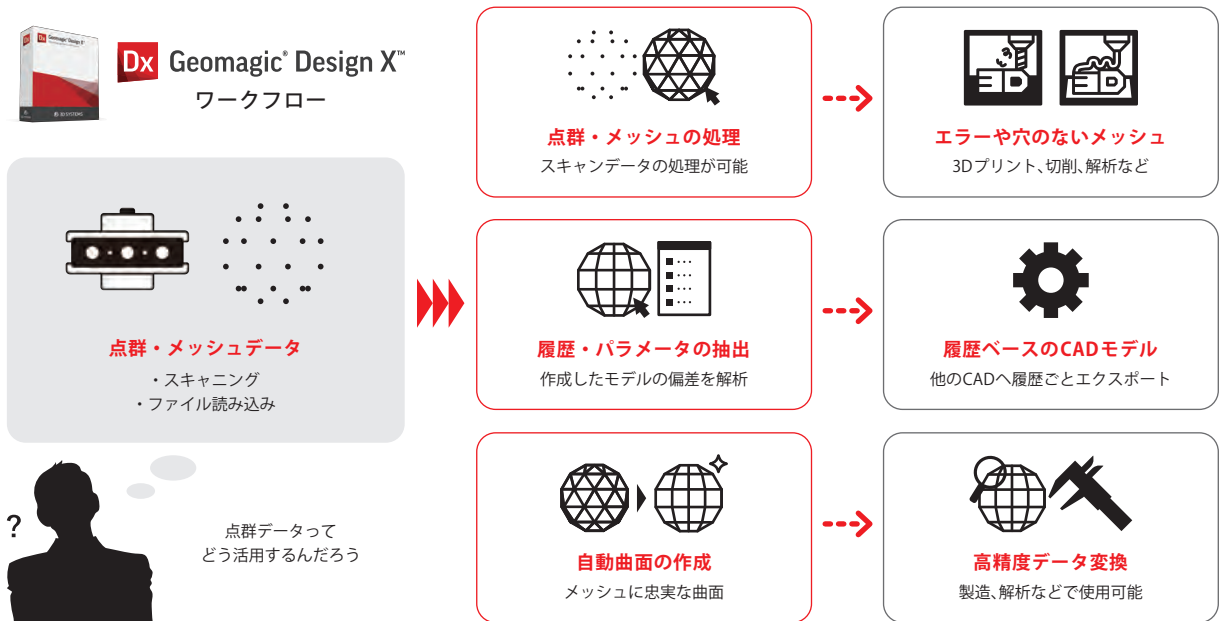 Dx Geomagic® Design X™
ワークフロー
Geomagic® Design X™
3D SYSTEMS
点群・メッシュデータ
・スキャニング
・ファイル読み込み
?
点群データって
どう活用するんだろう
点群・メッシュの処理
スキャンデータの処理が可能
エラーや穴のないメッシュ
3Dプリント、切削、解析など
履歴・パラメータの抽出
作成したモデルの偏差を解析
履歴ベースのCADモデル
他のCADへ履歴ごとエクスポート
自動曲面の作成
メッシュに忠実な曲面
高精度データ変換
製造、解析などで使用可能